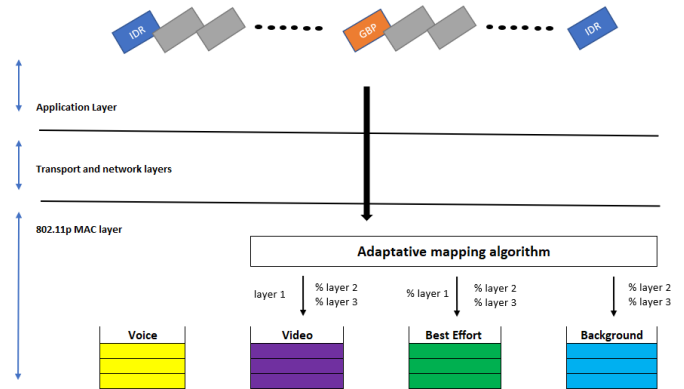 IDR
GBP
IDR
Application Layer
Transport and network layers
802.11p MAC layer
Adaptative mapping algorithm
layer 1
% layer 2
% layer 3
% layer 1
% layer 2
% layer 3
% layer 2
% layer 3
Voice
Video
Best Effort
Background